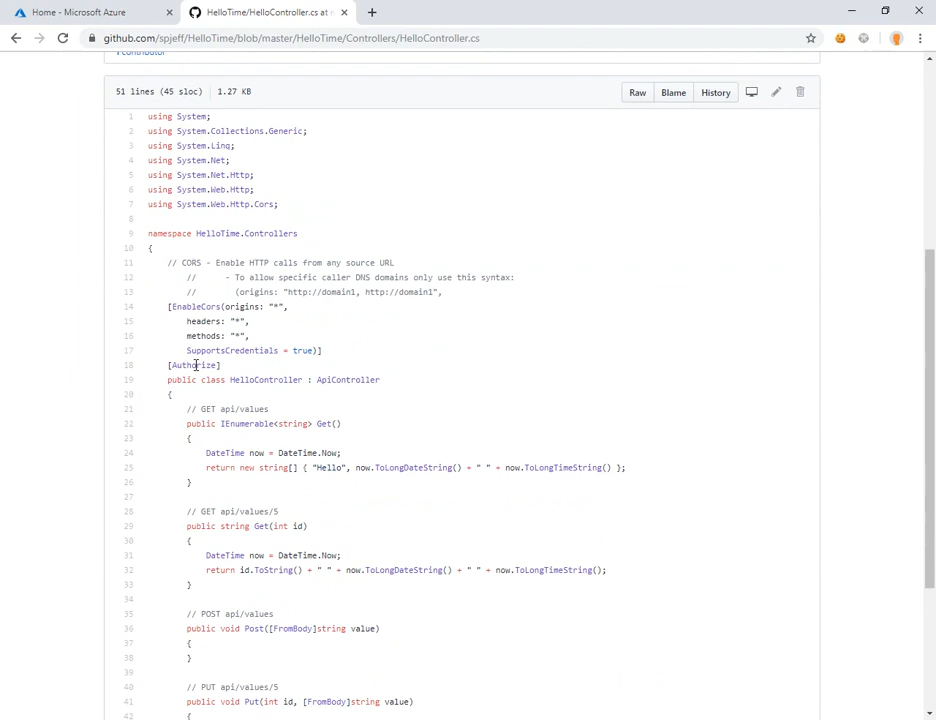 Home - Microsoft Azure
HelloTime/HelloController.cs at m
github.com/spjeff/HelloTime/blob/master/HelloTime/Controllers/HelloController.cs
1 contributor
51 lines (45 sloc) 1.27 KB
Raw Blame History
1 using System;
2 using System.Collections.Generic;
3 using System.Linq;
4 using System.Net;
5 using System.Net.Http;
6 using System.Web.Http;
7 using System.Web.Http.Cors;
8
9 namespace HelloTime.Controllers
10 {
11 // CORS - Enable HTTP calls from any source URL
12 // - To allow specific caller DNS domains only use this syntax:
13 // (origins: "http://domain1, http://domain1",
14 [EnableCors(origins: "*",
15 headers: "*",
16 methods: "*",
17 SupportsCredentials = true)]
18 [Authorize]
19 public class HelloController : ApiController
20 {
21 // GET api/values
22 public IEnumerable<string> Get()
23 {
24 DateTime now = DateTime.Now;
25 return new string[] { "Hello", now.ToLongDateString() + " " + now.ToLongTimeString() };
26 }
27
28 // GET api/values/5
29 public string Get(int id)
30 {
31 DateTime now = DateTime.Now;
32 return id.ToString() + " " + now.ToLongDateString() + " " + now.ToLongTimeString();
33 }
34
35 // POST api/values
36 public void Post([FromBody]string value)
37 {
38 }
39
40 // PUT api/values/5
41 public void Put(int id, [FromBody]string value)
42 {